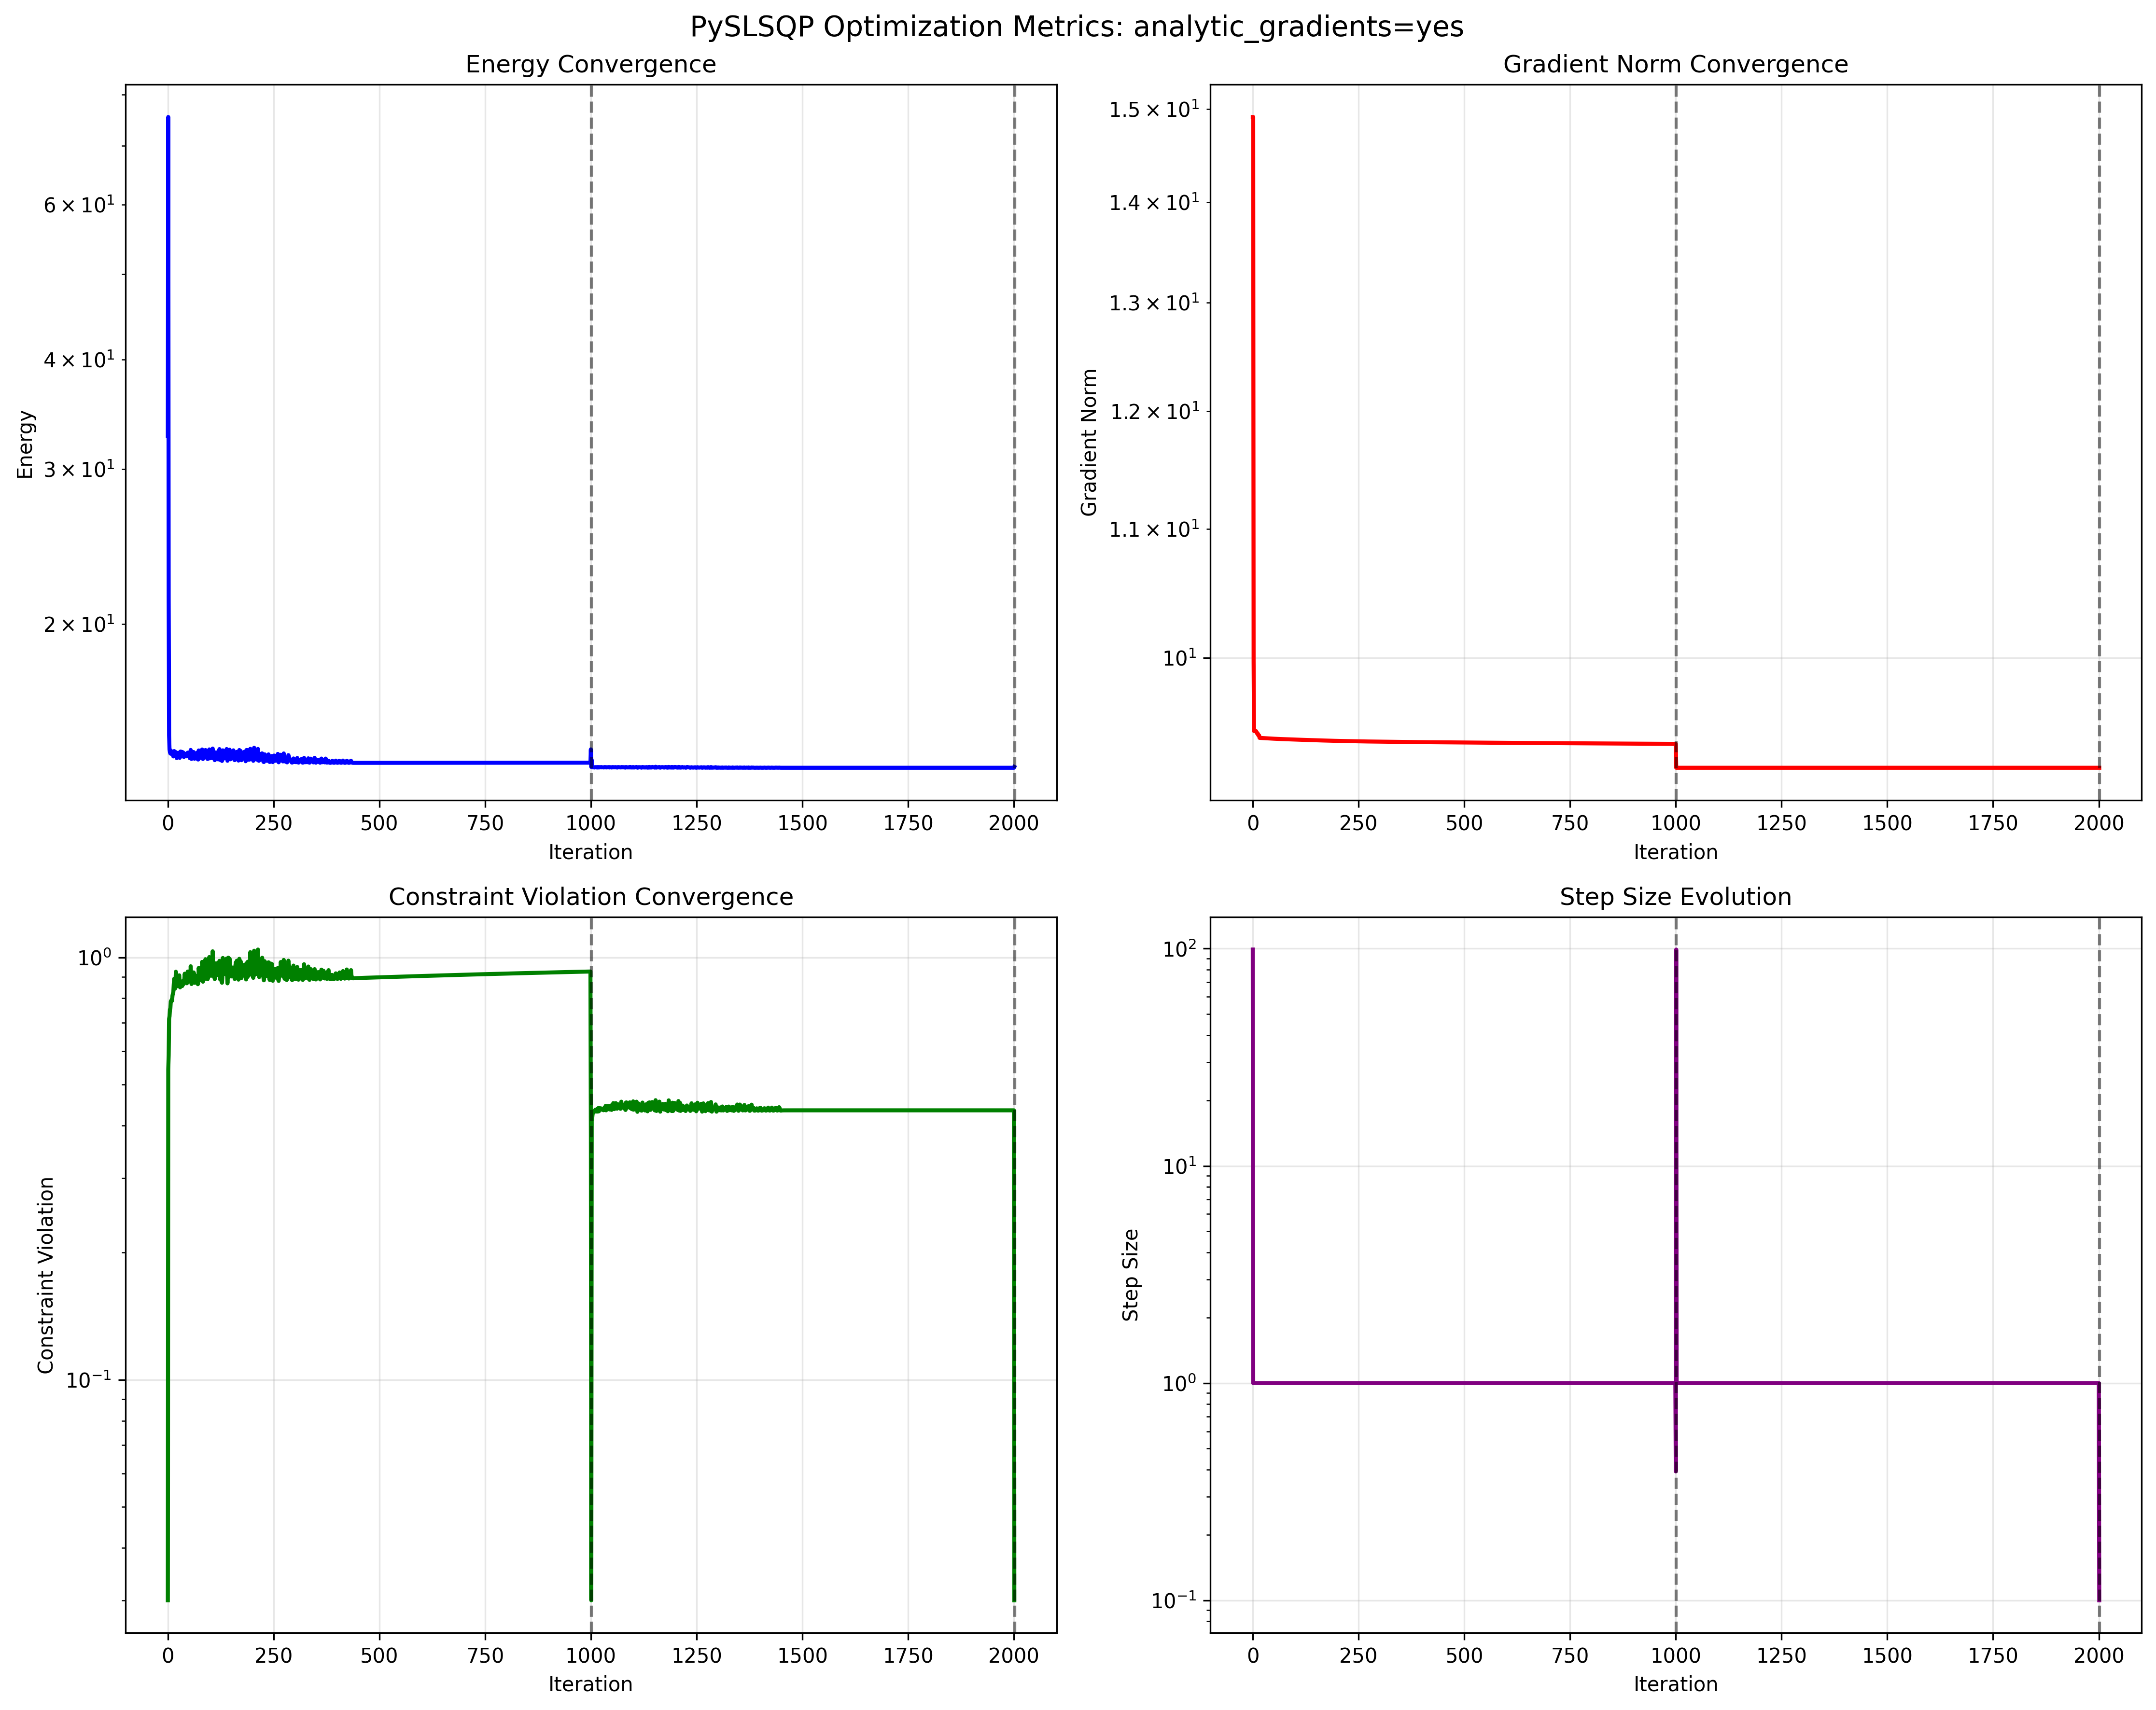 PySLSQP Optimization Metrics: analytic_gradients=yes
Energy Convergence
6 × 10¹
4 × 10¹
3 × 10¹
2 × 10¹
Energy
0 250 500 750 1000 1250 1500 1750 2000
Iteration
Gradient Norm Convergence
1.5 × 10¹
1.4 × 10¹
1.3 × 10¹
1.2 × 10¹
1.1 × 10¹
10¹
Gradient Norm
0 250 500 750 1000 1250 1500 1750 2000
Iteration
Constraint Violation Convergence
10⁰
10⁻¹
Constraint Violation
0 250 500 750 1000 1250 1500 1750 2000
Iteration
Step Size Evolution
10²
10¹
10⁰
10⁻¹
Step Size
0 250 500 750 1000 1250 1500 1750 2000
Iteration